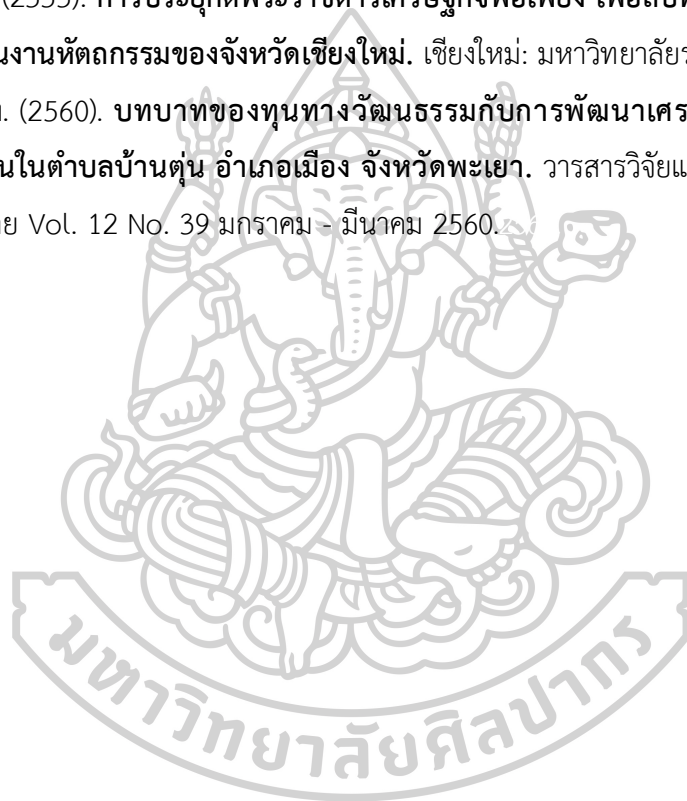 (2555). การประยุกต์พระราชดำริเศรษฐกิจพอเพียง
นงานหัตถกรรมของจังหวัดเชียงใหม่. เชียงใหม่: มหาวิทยาลัย
. (2560). บทบาทของทุนทางวัฒนธรรมกับการพัฒนาเศร
นในตำบลบ้านตุ่น อำเภอเมือง จังหวัดพะเยา. วารสารวิจัยแ
าย Vol. 12 No. 39 มกราคม - มีนาคม 2560.
มหาวิทยาลัยศิลปากร